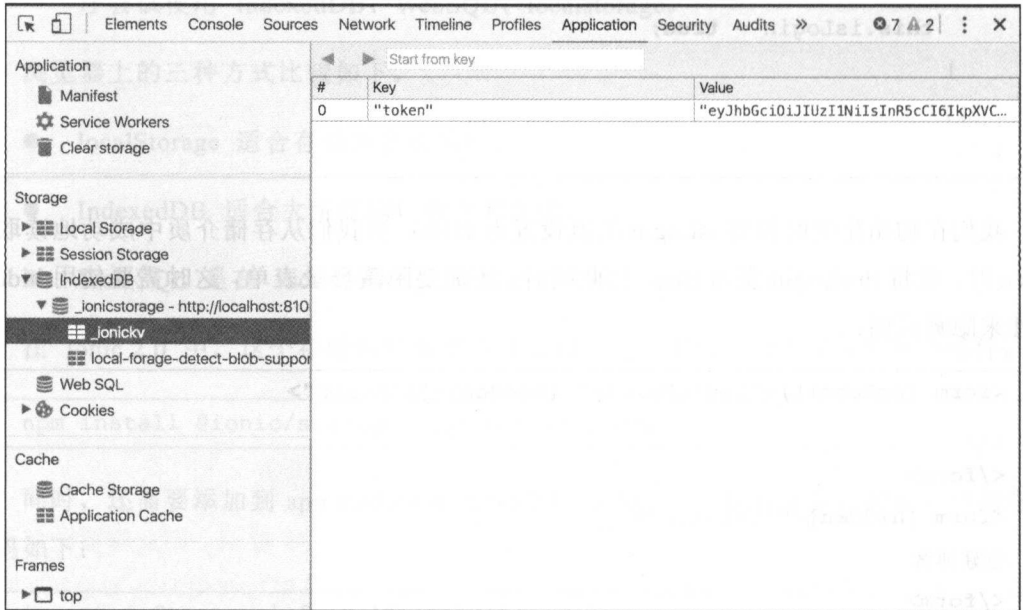 Elements Console Sources Network Timeline Profiles Application Security Audits » 7 2
Application
Manifest
Service Workers
Clear storage
Storage
Local Storage
Session Storage
IndexedDB
_ionicstorage - http://localhost:810
_ionickv
local-forage-detect-blob-suppor
Web SQL
Cookies
Cache
Cache Storage
Application Cache
Frames
top
Start from key
# Key Value
0 "token" "eyJhbGciOiJIUzI1NiIsInR5cCI6IkpXVC…